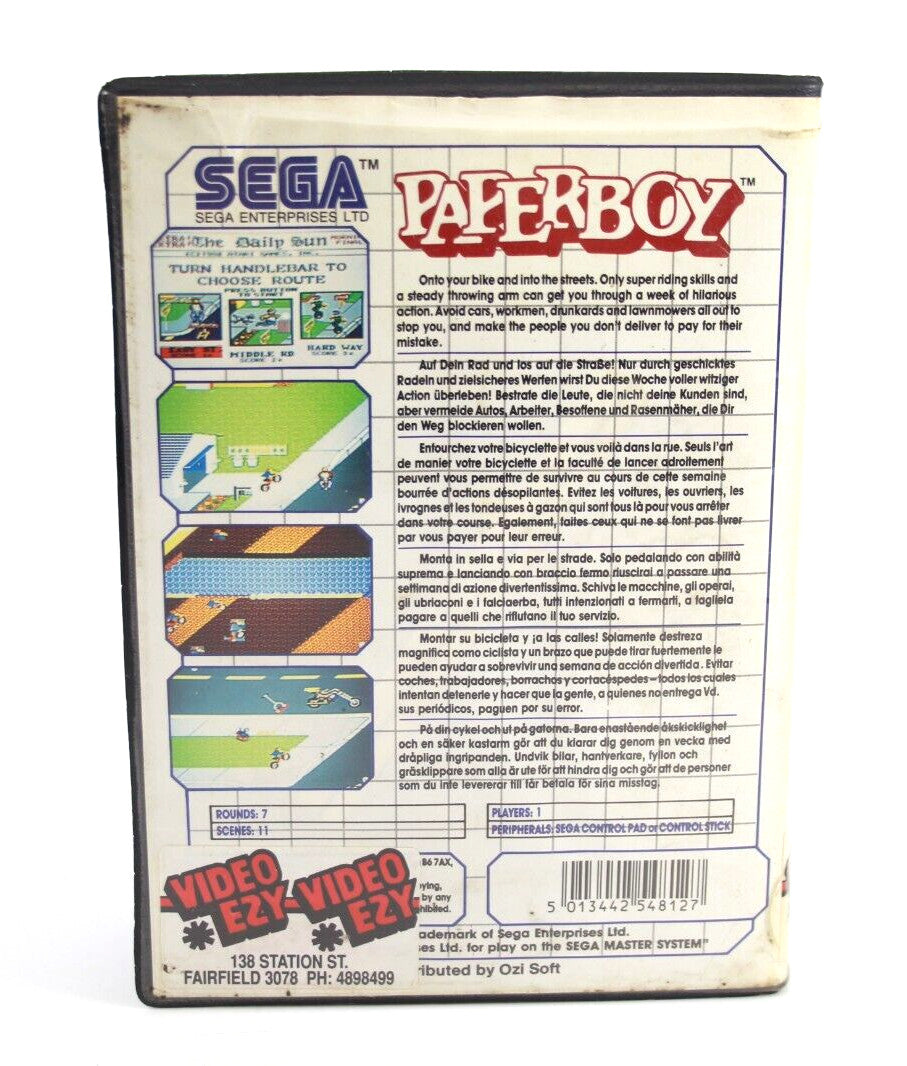 SEGA™
SEGA ENTERPRISES LTD
PAPERBOY™
The Daily Sun
TURN HANDLEBAR TO
CHOOSE ROUTE
PRESS BUTTON
TO START
EASY ST
MIDDLE RD
HARD WAY
Onto your bike and into the streets. Only super riding skills and
a steady throwing arm can get you through a week of hilarious
action. Avoid cars, workmen, drunkards and lawnmowers all out to
stop you, and make the people you don't deliver to pay for their
mistake.
Auf Dein Rad und los auf die Straße! Nur durch geschicktes
Radeln und zielsicheres Werfen wirst Du diese Woche voller witziger
Action überleben! Bestrafe die Leute, die nicht deine Kunden sind,
aber vermeide Autos, Arbeiter, Besoffene und Rasenmäher, die Dir
den Weg blockieren wollen.
Entourchez votre bicyclette et vous voilà dans la rue. Seuls l'art
de manier votre bicyclette et la faculté de lancer adroitement
peuvent vous permettre de survivre au cours de cette semaine
bourrée d'actions désopilantes. Evitez les voitures, les ouvriers, les
ivrognes et les tondeuses à gazon qui sont tous là pour vous arrêter
dans votre course. Egalement, faites ceux qui ne se font pas livrer
par vous payer pour leur erreur.
Monta in sella e via per le strade. Solo pedalando con abilità
suprema e lanciando con braccio fermo riuscirai a passare una
settimana di azione divertentissima. Schiva le macchine, gli operai,
gli ubriaconi e i falciaerba, tutti intenzionati a fermarti, a fagliela
pagare a quelli che rifiutano il tuo servizio.
Montar su bicicleta y ¡a las calles! Solamente destreza
magnífica como ciclista y un brazo que puede tirar fuertemente le
pueden ayudar a sobrevivir una semana de acción divertida. Evitar
coches, trabajadores, borrachos y cortacéspedes – todos los cuales
intentan detenerle y hacer que la gente, a quienes no entrega Vd.
sus periódicos, paguen por su error.
På din cykel och ut på gatorna. Bara enastående åkskicklighet
och en säker kastarm gör att du klarar dig genom en vecka med
dråpliga ingripanden. Undvik bilar, hantverkare, fyllon och
gräsklippare som alla är ute för att hindra dig och gör att de personer
som du inte levererar till får betala för sina misstag.
ROUNDS: 7
SCENES: 11
PLAYERS: 1
PERIPHERALS: SEGA CONTROL PAD or CONTROL STICK
B6 7AX,
by any
VIDEO EZY
VIDEO EZY
138 STATION ST.
FAIRFIELD 3078 PH: 4898499
5 013442 548127
ademark of Sega Enterprises Ltd.
es Ltd. for play on the SEGA MASTER SYSTEM"
ributed by Ozi Soft